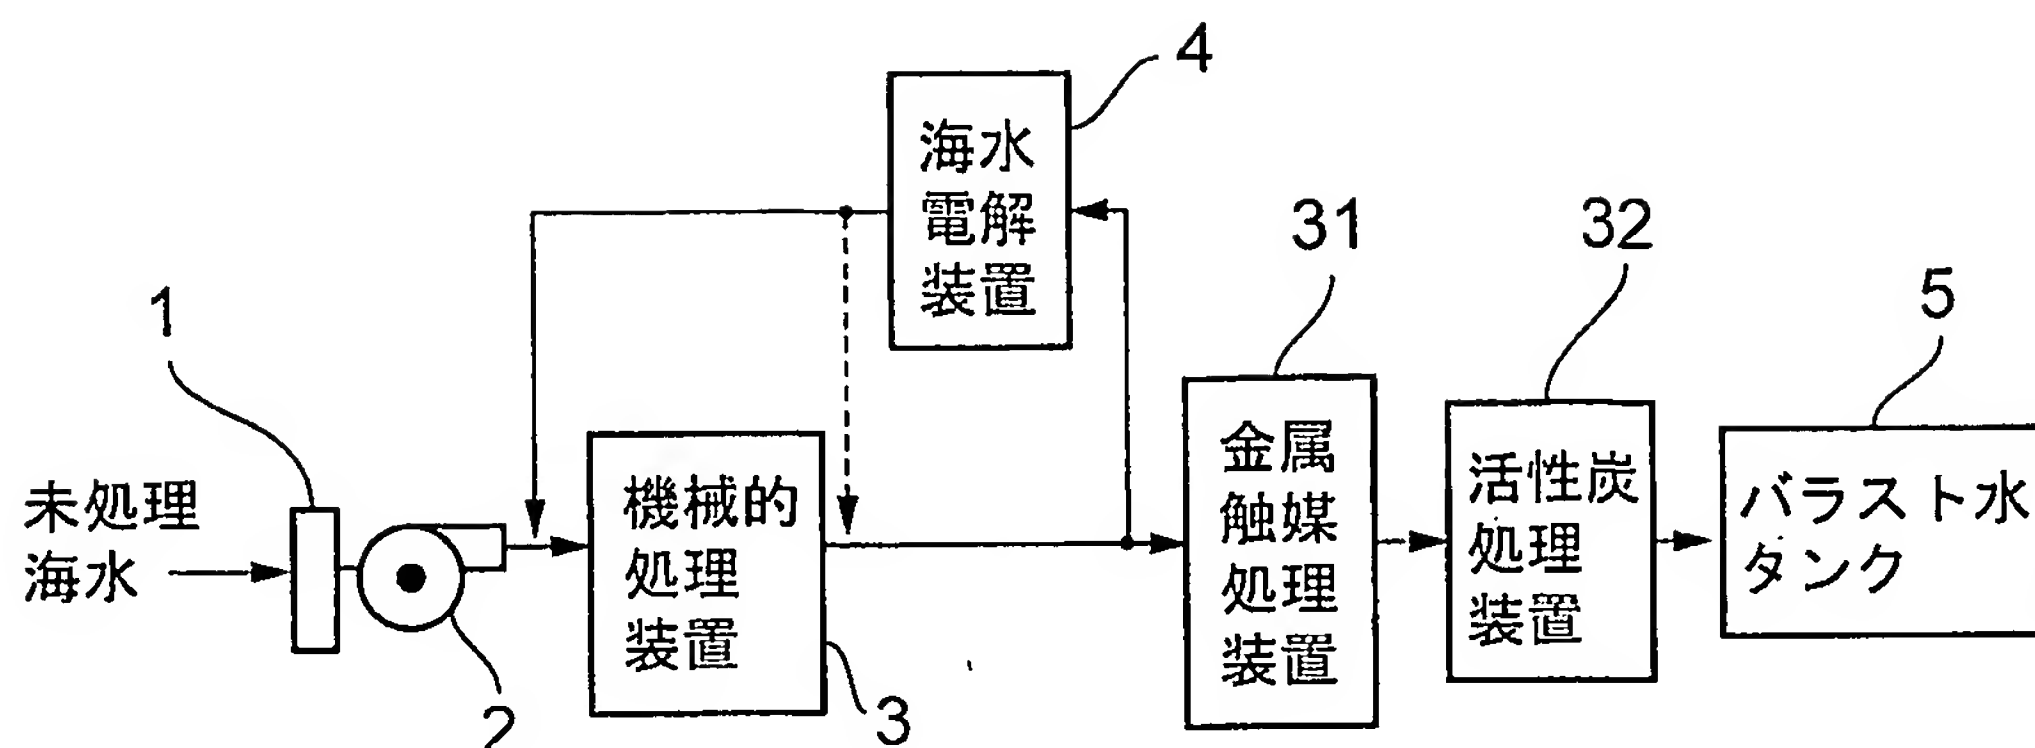 4
海水
電解
装置
31
32
5
1
未処理
海水
2
機械的
処理
装置
3
金属
触媒
処理
装置
活性炭
処理
装置
バラスト水
タンク